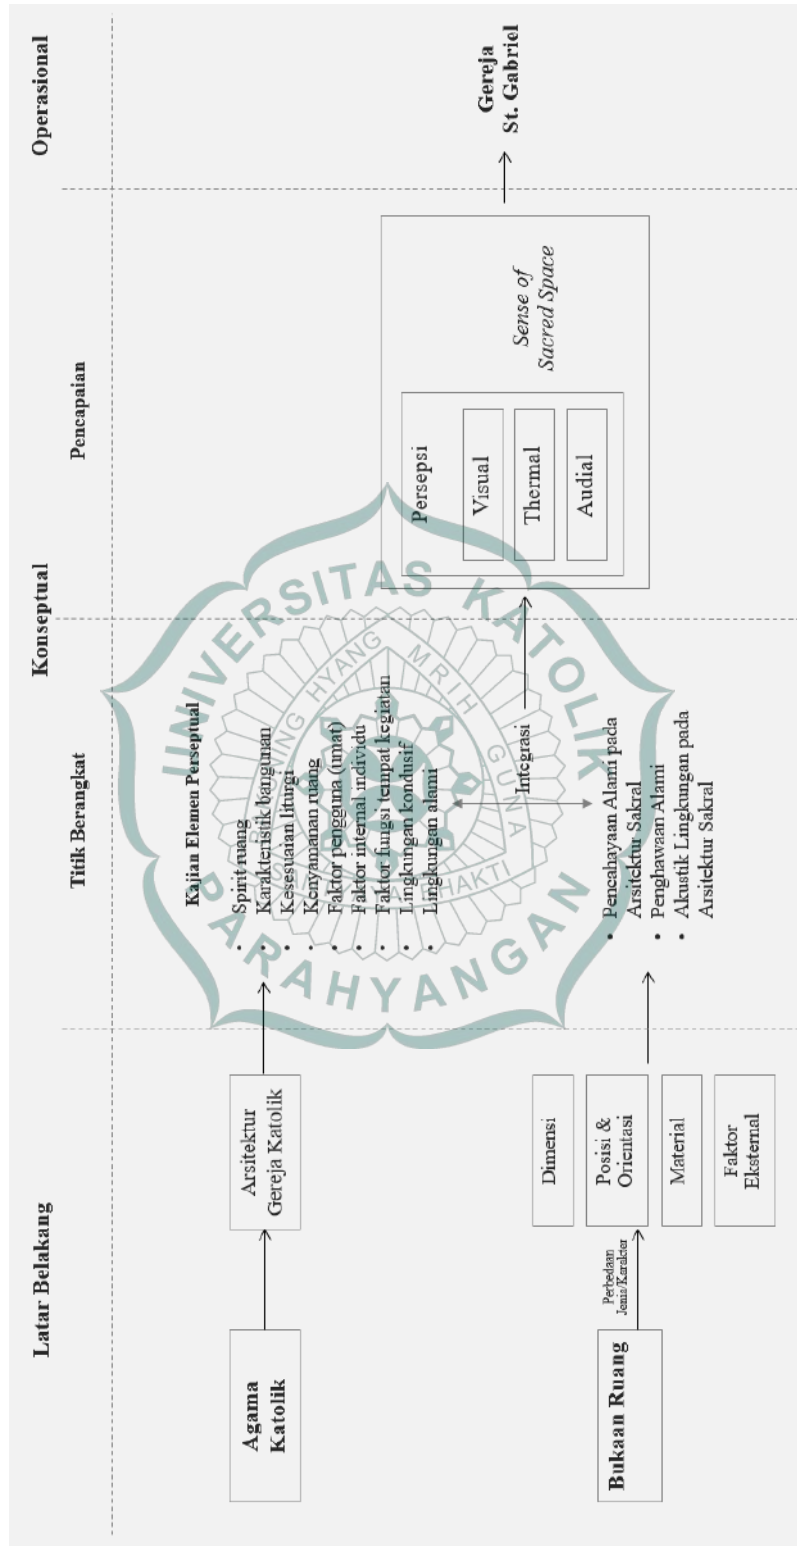 Latar Belakang
Konseptual
Operasional
Titik Berangkat
Pencapaian
Agama
Katolik
Arsitektur
Gereja Katolik
Kajian Elemen Perseptual
• Spirit ruang
• Karakteristik bangunan
• Kesesuaian liturgi
• Kenyamanan ruang
• Faktor pengguna (umat)
• Faktor internal individu
• Faktor fungsi tempat kegiatan
• Lingkungan kondusif
• Lingkungan alami
Bukaan Ruang
Perbedaan
Jenis/Karakter
Dimensi
Posisi &
Orientasi
Material
Faktor
Eksternal
• Pencahayaan Alami pada
Arsitektur Sakral
• Penghawaan Alami
• Akustik Lingkungan pada
Arsitektur Sakral
Integrasi
Persepsi
Visual
Thermal
Audial
Sense of
Sacred Space
Gereja
St. Gabriel
UNIVERSITAS KATOLIK
PARAHYANGAN
HYANG MRIH GUNA